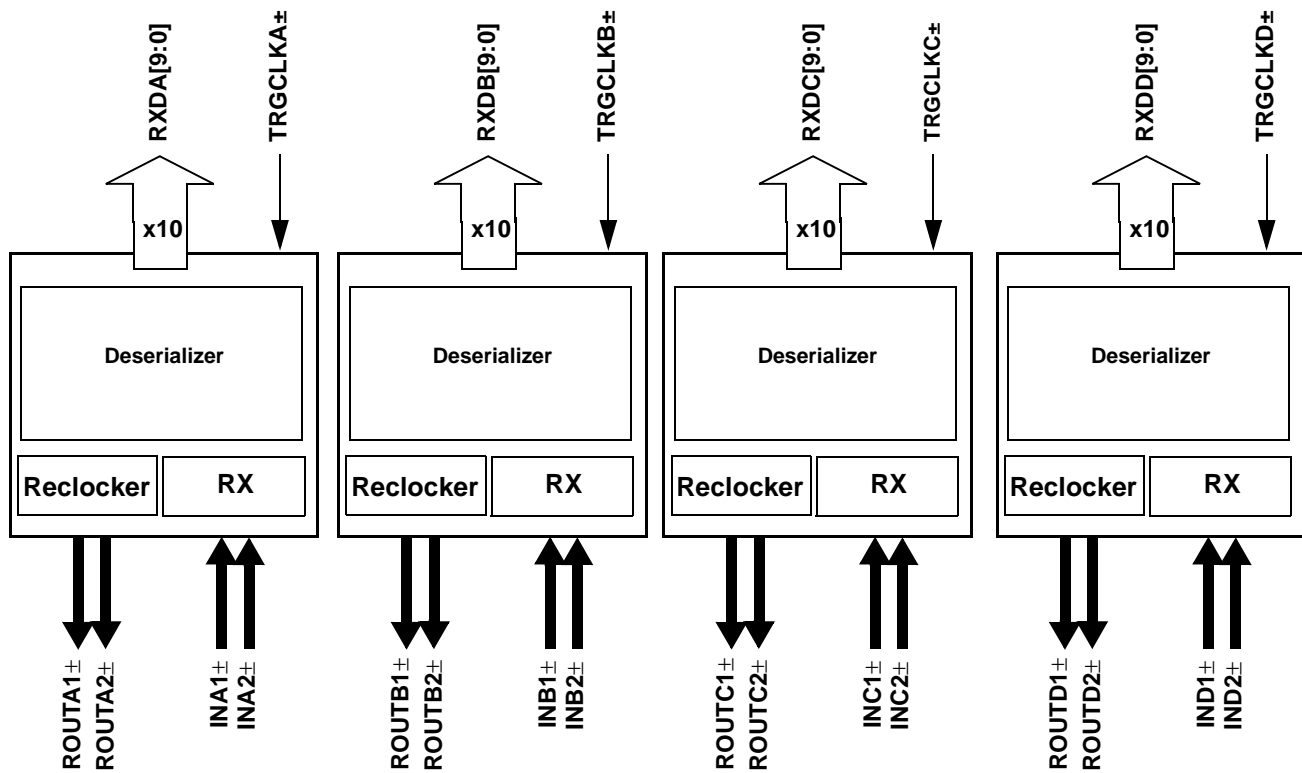 RXDA[9:0]
TRGCLKA±
RXDB[9:0]
TRGCLKB±
RXDC[9:0]
TRGCLKC±
RXDD[9:0]
TRGCLKD±
x10
x10
x10
x10
Deserializer
Deserializer
Deserializer
Deserializer
Reclocker
RX
Reclocker
RX
Reclocker
RX
Reclocker
RX
ROUTA1±
ROUTA2±
INA1±
INA2±
ROUTB1±
ROUTB2±
INB1±
INB2±
ROUTC1±
ROUTC2±
INC1±
INC2±
ROUTD1±
ROUTD2±
IND1±
IND2±